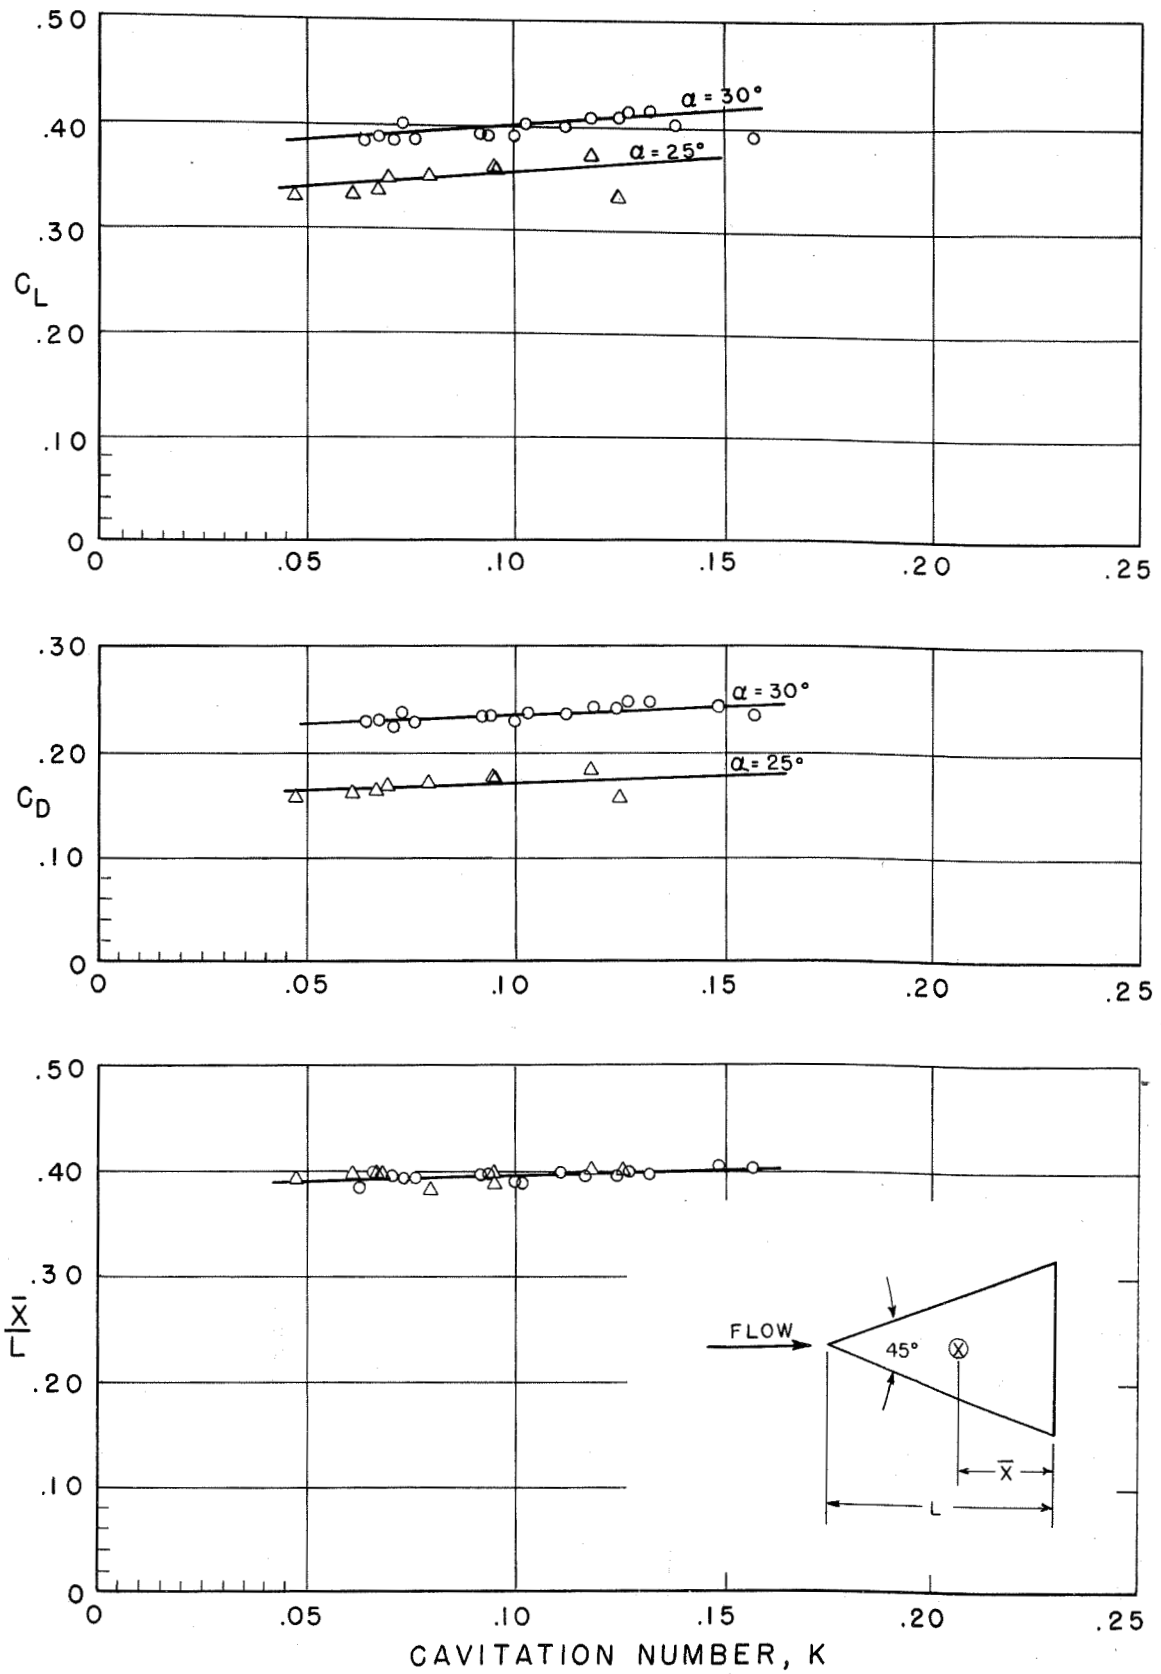 .50
α = 30°
.40
α = 25°
.30
C_L
.20
.10
0
0 .05 .10 .15 .20 .25
.30
α = 30°
.20
α = 25°
C_D
.10
0
0 .05 .10 .15 .20 .25
.50
.40
.30
X̄
L
FLOW
45°
X
.20
X̄
.10
L
0
0 .05 .10 .15 .20 .25
CAVITATION NUMBER, K